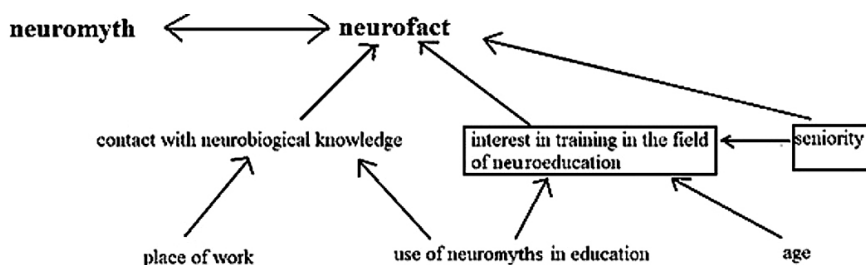 neuromyth neurofact
contact with neurobiogical knowledge
interest in training in the field
of neuroeducation
seniority
place of work
use of neuromyths in education
age